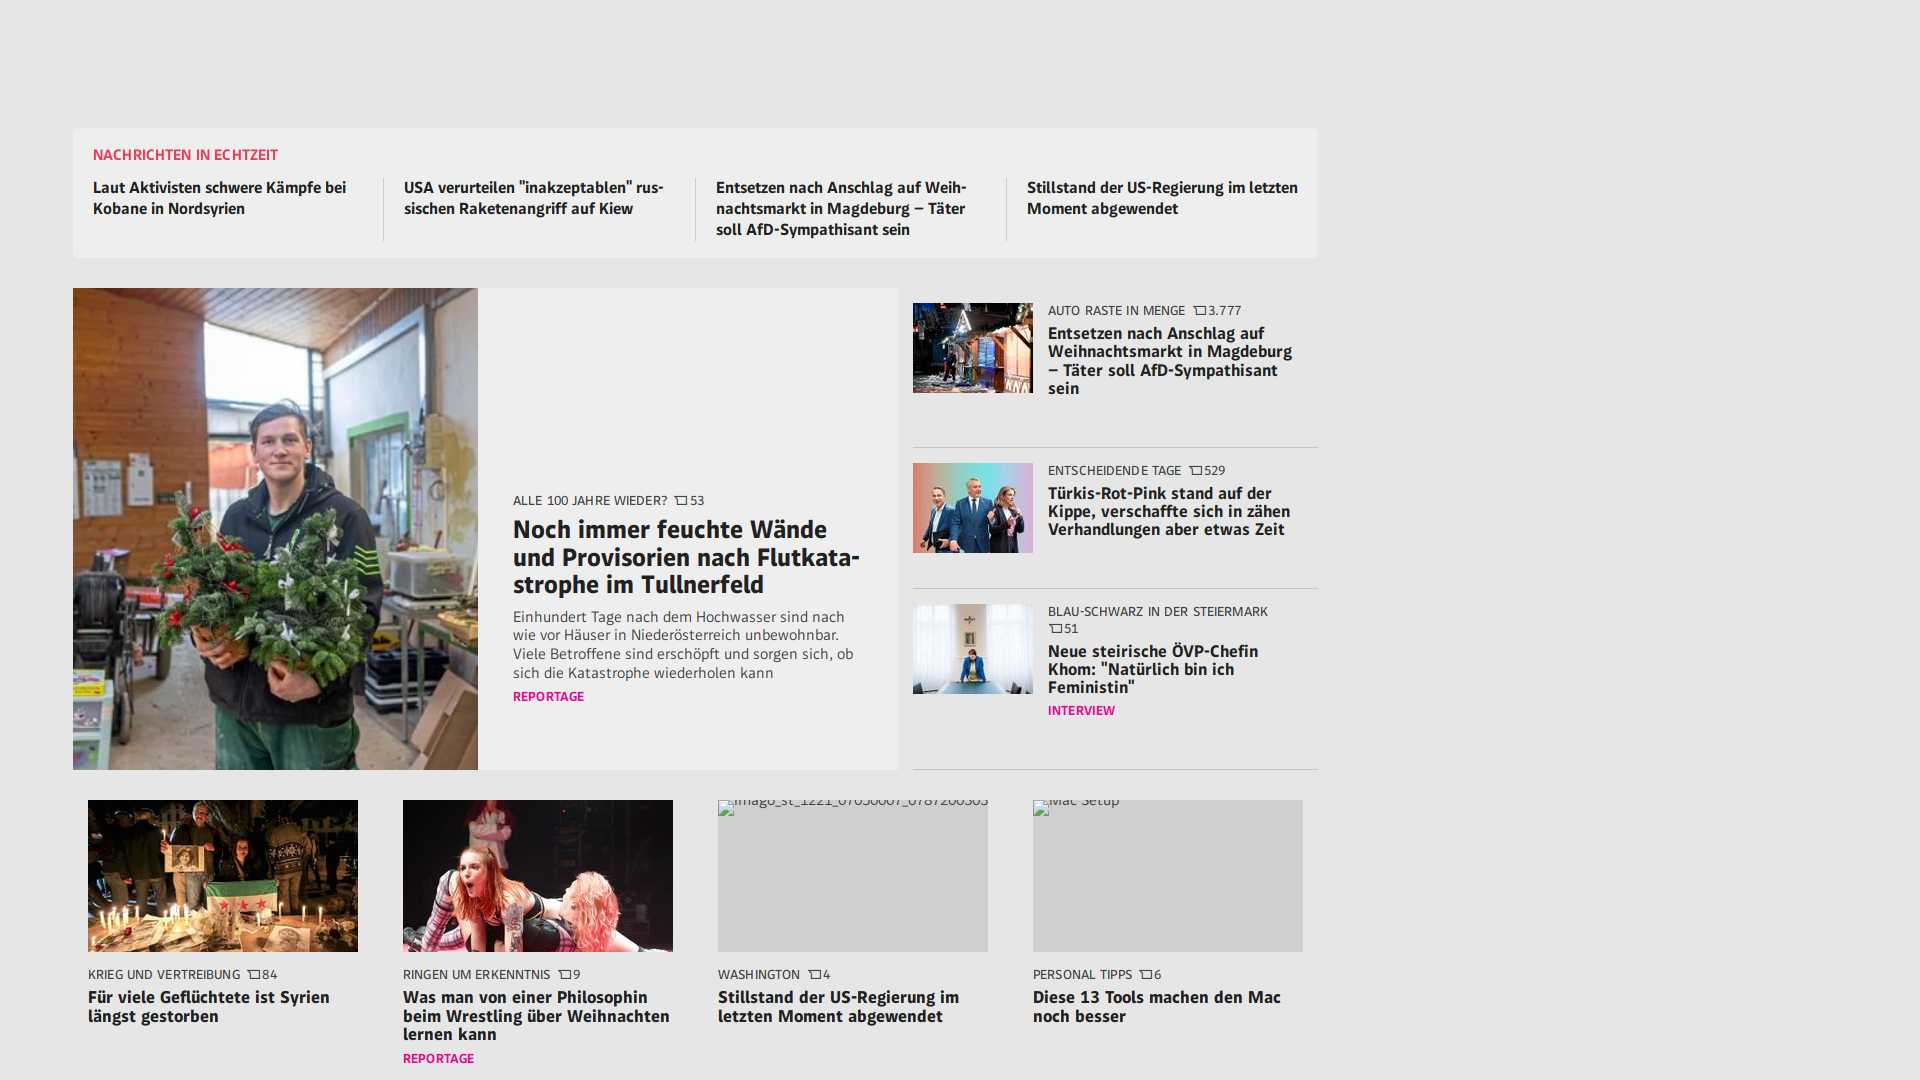 NACHRICHTEN IN ECHTZEIT
Laut Aktivisten schwere Kämpfe bei
Kobane in Nordsyrien
USA verurteilen "inakzeptablen" rus-
sischen Raketenangriff auf Kiew
Entsetzen nach Anschlag auf Weih-
nachtsmarkt in Magdeburg – Täter
soll AfD-Sympathisant sein
Stillstand der US-Regierung im letzten
Moment abgewendet
ALLE 100 JAHRE WIEDER? 53
Noch immer feuchte Wände
und Provisorien nach Flutkata-
strophe im Tullnerfeld
Einhundert Tage nach dem Hochwasser sind nach
wie vor Häuser in Niederösterreich unbewohnbar.
Viele Betroffene sind erschöpft und sorgen sich, ob
sich die Katastrophe wiederholen kann
REPORTAGE
AUTO RASTE IN MENGE 3.777
Entsetzen nach Anschlag auf
Weihnachtsmarkt in Magdeburg
– Täter soll AfD-Sympathisant
sein
ENTSCHEIDENDE TAGE 529
Türkis-Rot-Pink stand auf der
Kippe, verschaffte sich in zähen
Verhandlungen aber etwas Zeit
BLAU-SCHWARZ IN DER STEIERMARK
51
Neue steirische ÖVP-Chefin
Khom: "Natürlich bin ich
Feministin"
INTERVIEW
KRIEG UND VERTREIBUNG 84
Für viele Geflüchtete ist Syrien
längst gestorben
RINGEN UM ERKENNTNIS 9
Was man von einer Philosophin
beim Wrestling über Weihnachten
lernen kann
REPORTAGE
WASHINGTON 4
Stillstand der US-Regierung im
letzten Moment abgewendet
Mac Setup
PERSONAL TIPPS 6
Diese 13 Tools machen den Mac
noch besser